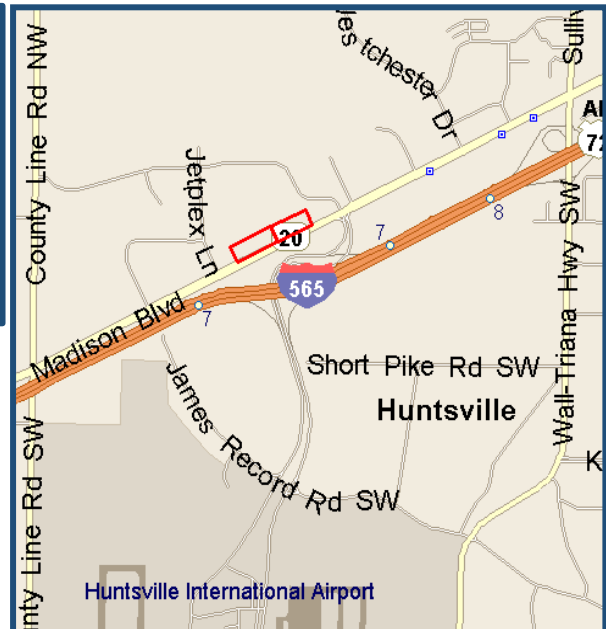 County Line Rd NW
tchester Dr
Sulliv
72
Jetplex Ln
20
8
7
565
7
Madison Blvd
Wall-Triana Hwy SW
Short Pike Rd SW
Huntsville
James Record Rd SW
K
nty Line Rd SW
Huntsville International Airport